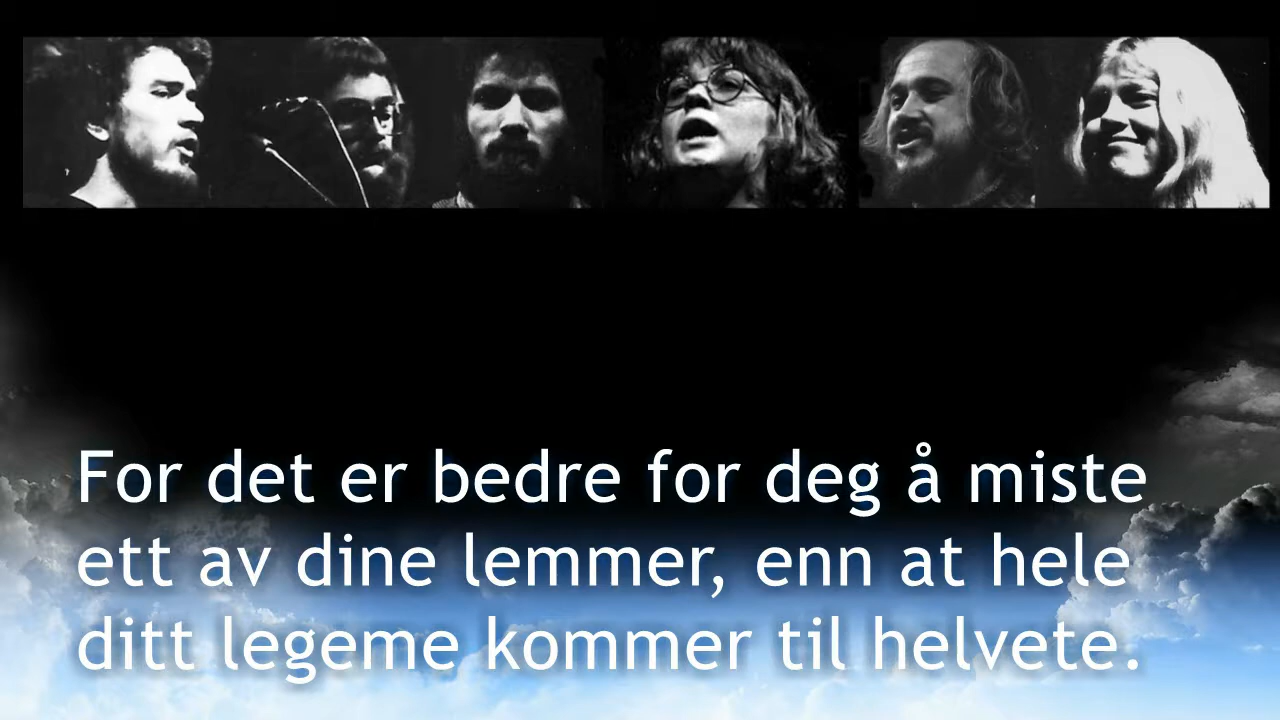 For det er bedre for deg å miste
ett av dine lemmer, enn at hele
ditt legeme kommer til helvete.